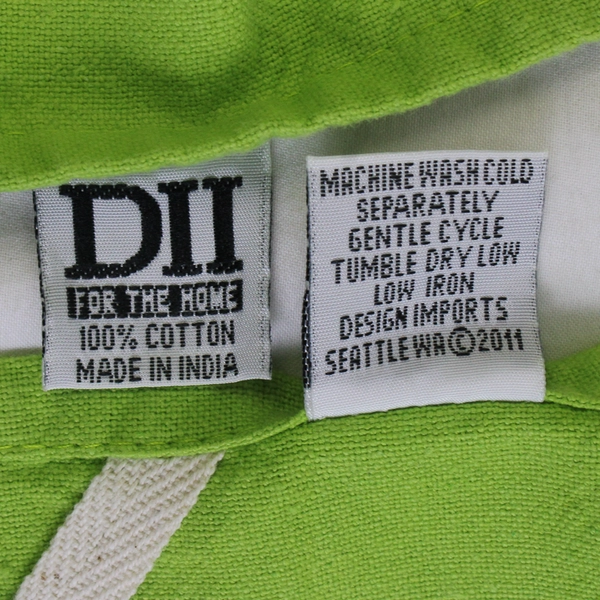 DII
FOR THE HOME
100% COTTON
MADE IN INDIA
MACHINE WASH COLD
SEPARATELY
GENTLE CYCLE
TUMBLE DRY LOW
LOW IRON
DESIGN IMPORTS
SEATTLE WA © 2011